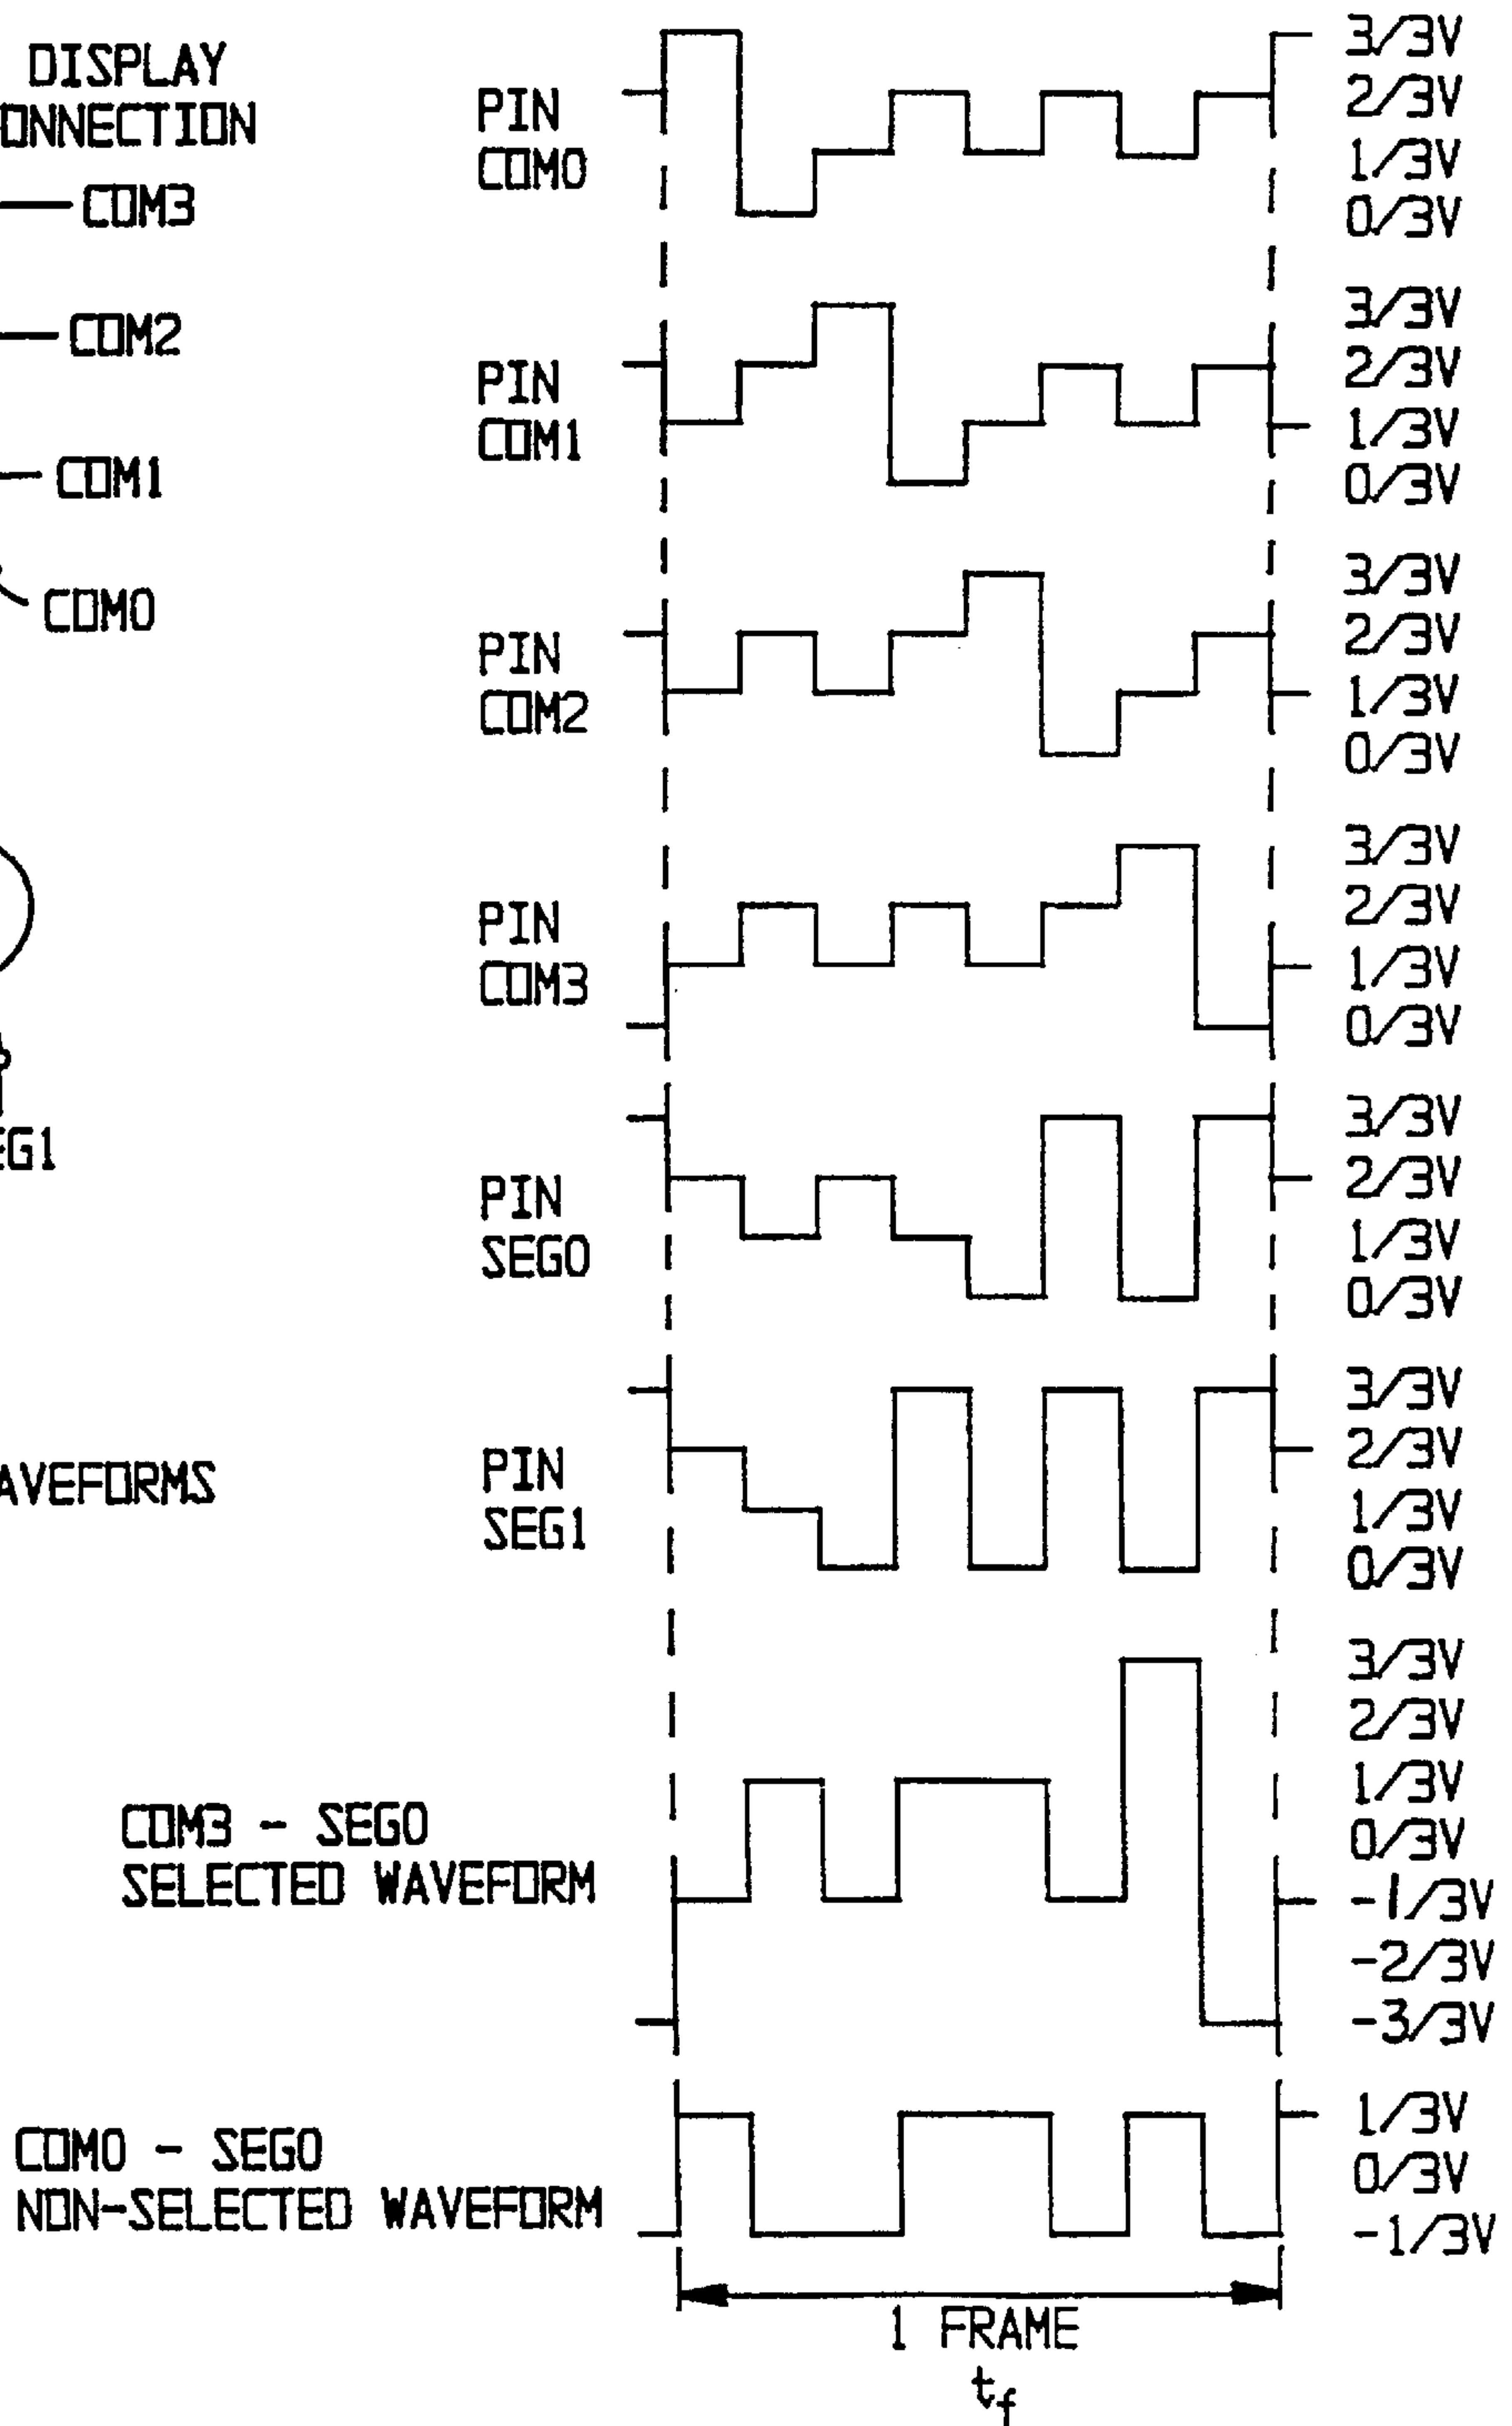 DISPLAY
ONNECTION
COM3
COM2
COM1
COM0
EG1
AVEFORMS
PIN
COM0
3/3V
2/3V
1/3V
0/3V
PIN
COM1
3/3V
2/3V
1/3V
0/3V
PIN
COM2
3/3V
2/3V
1/3V
0/3V
PIN
COM3
3/3V
2/3V
1/3V
0/3V
PIN
SEG0
3/3V
2/3V
1/3V
0/3V
PIN
SEG1
3/3V
2/3V
1/3V
0/3V
COM3 - SEG0
SELECTED WAVEFORM
3/3V
2/3V
1/3V
0/3V
-1/3V
-2/3V
-3/3V
COM0 - SEG0
NON-SELECTED WAVEFORM
1/3V
0/3V
-1/3V
1 FRAME
tf